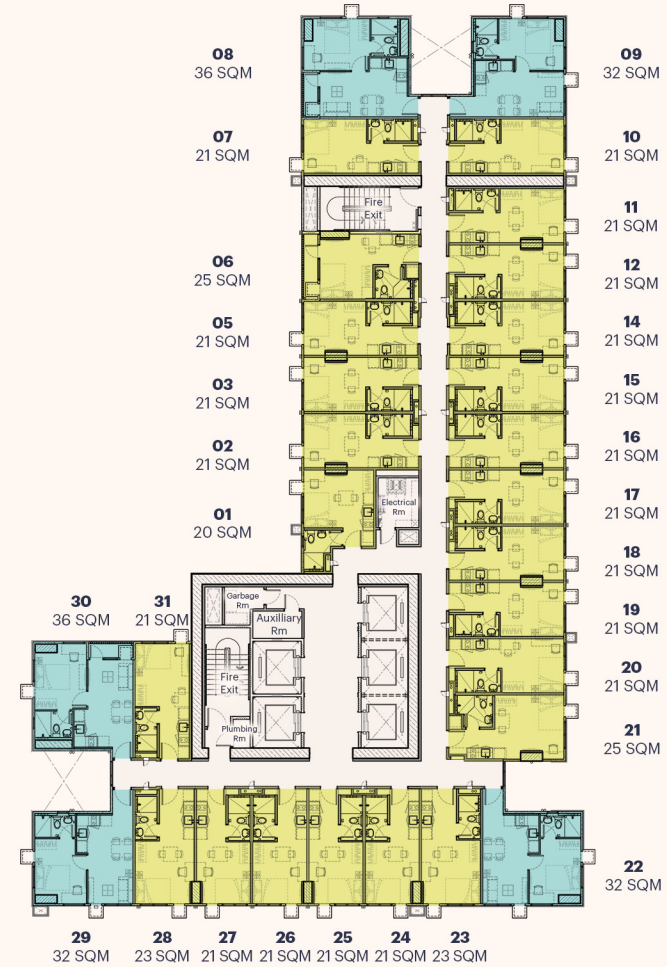 08
36 SQM
09
32 SQM
07
21 SQM
10
21 SQM
Fire
Exit
11
21 SQM
06
25 SQM
12
21 SQM
05
21 SQM
14
21 SQM
03
21 SQM
15
21 SQM
02
21 SQM
16
21 SQM
01
20 SQM
Electrical
Rm
17
21 SQM
18
21 SQM
30
36 SQM
31
21 SQM
Garbage
Rm
Auxilliary
Rm
19
21 SQM
Fire
Exit
20
21 SQM
Plumbing
Rm
21
25 SQM
22
32 SQM
29
32 SQM
28
23 SQM
27
21 SQM
26
21 SQM
25
21 SQM
24
21 SQM
23
23 SQM